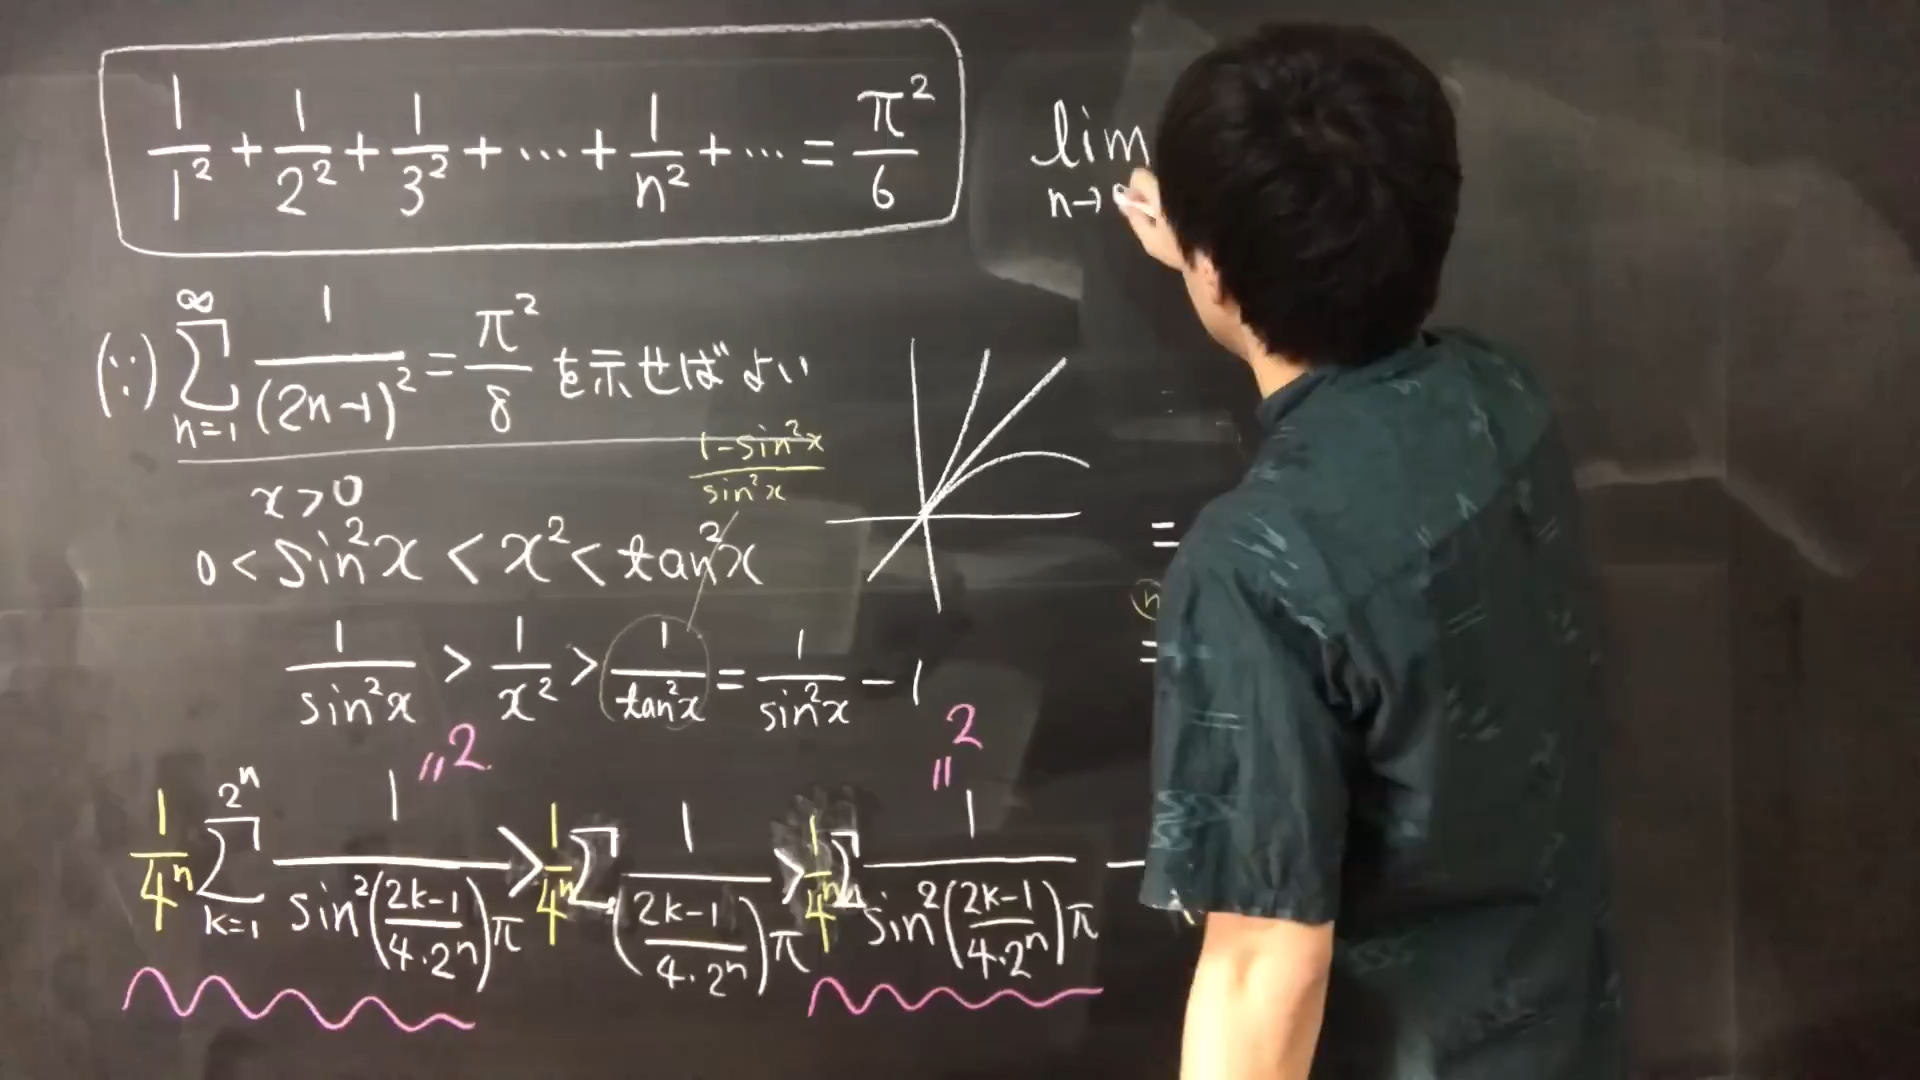 1/1² + 1/2² + 1/3² + ⋯ + 1/n² + ⋯ = π²/6
lim n→
(∵) ∞ Σ n=1 1/(2n-1)² = π²/8 を示せばよい
1-sin²x / sin²x
x>0
0 < sin²x < x² < tan²x
=
n
1/sin²x > 1/x² > 1/tan²x = 1/sin²x - 1
=
"2 "2
1/4ⁿ 2ⁿ Σ k=1 1/sin²((2k-1)/(4·2ⁿ))π > 1/4ⁿ Σ 1/((2k-1)/(4·2ⁿ))π > 1/4ⁿ Σ 1/sin²((2k-1)/(4·2ⁿ))π -